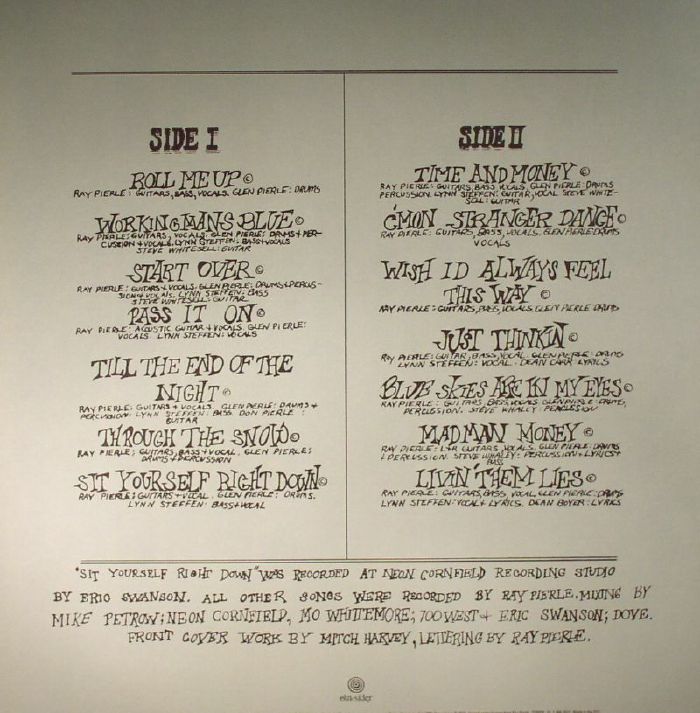 SIDE I
ROLL ME UP ©
RAY PIERLE: GUITARS, BASS, VOCALS. GLEN PIERLE: DRUMS
WORKINGMANS BLUE ©
RAY PIERLE: GUITARS, VOCALS. GLEN PIERLE: DRUMS + PER-
CUSSION + VOCALS. LYNN STEFFEN: BASS + VOCALS
STEVE WHITESELL: GUITAR
START OVER ©
RAY PIERLE: GUITARS + VOCALS. GLEN PIERLE: DRUMS + PERCUS-
SION + VOCALS. LYNN STEFFEN: BASS
STEVE WHITESELL: GUITAR
PASS IT ON ©
RAY PIERLE: ACOUSTIC GUITAR + VOCALS. GLEN PIERLE:
VOCALS. LYNN STEFFEN: VOCALS
TILL THE END OF THE
NIGHT ©
RAY PIERLE: GUITARS + VOCALS. GLEN PIERLE: DRUMS +
PERCUSSION. LYNN STEFFEN: BASS. DON PIERLE:
GUITAR
THROUGH THE SNOW ©
RAY PIERLE: GUITARS, BASS + VOCAL. GLEN PIERLE:
DRUMS + PERCUSSION
SIT YOURSELF RIGHT DOWN ©
RAY PIERLE: GUITARS + VOCAL. GLEN PIERLE: DRUMS.
LYNN STEFFEN: BASS + VOCAL
SIDE II
TIME AND MONEY ©
RAY PIERLE: GUITARS, BASS, VOCALS. GLEN PIERLE: DRUMS
PERCUSSION. LYNN STEFFEN: GUITAR, VOCAL STEVE WHITE-
SELL: GUITAR
C'MON STRANGER DANCE ©
RAY PIERLE: GUITARS, BASS, VOCALS. GLEN PIERLE: DRUMS
VOCALS
WISH ID ALWAYS FEEL
THIS WAY ©
RAY PIERLE: GUITARS, BASS, VOCALS. GLEN PIERLE: DRUMS
JUST THINKIN ©
RAY PIERLE: GUITAR, BASS, VOCAL. GLEN PIERLE: DRUMS
LYNN STEFFEN: VOCAL. DEAN CARR LYRICS
BLUE SKIES ARE IN MY EYES ©
RAY PIERLE: GUITARS, BASS, VOCALS. GLEN PIERLE: DRUMS,
PERCUSSION. STEVE WHALEY: PERCUSSION
MADMAN MONEY ©
RAY PIERLE: GUITARS VOCALS. GLEN PIERLE: DRUMS
PERCUSSION. STEVE WHALLY: PERCUSSION + LYRICS +
BASS
LIVIN THEM LIES ©
RAY PIERLE: GUITARS, BASS, VOCAL, GLEN PIERLE: DRUMS
LYNN STEFFEN: VOCAL + LYRICS. DEAN BOYER: LYRICS
"SIT YOURSELF RIGHT DOWN" WAS RECORDED AT NEON CORNFIELD RECORDING STUDIO
BY ERIC SWANSON. ALL OTHER SONGS WERE RECORDED BY RAY PIERLE. MIXING BY
MIKE PETROW; NEON CORNFIELD, MO WHITTEMORE; 700 WEST + ERIC SWANSON; DOVE.
FRONT COVER WORK BY MITCH HARVEY, LETTERING BY RAY PIERLE.